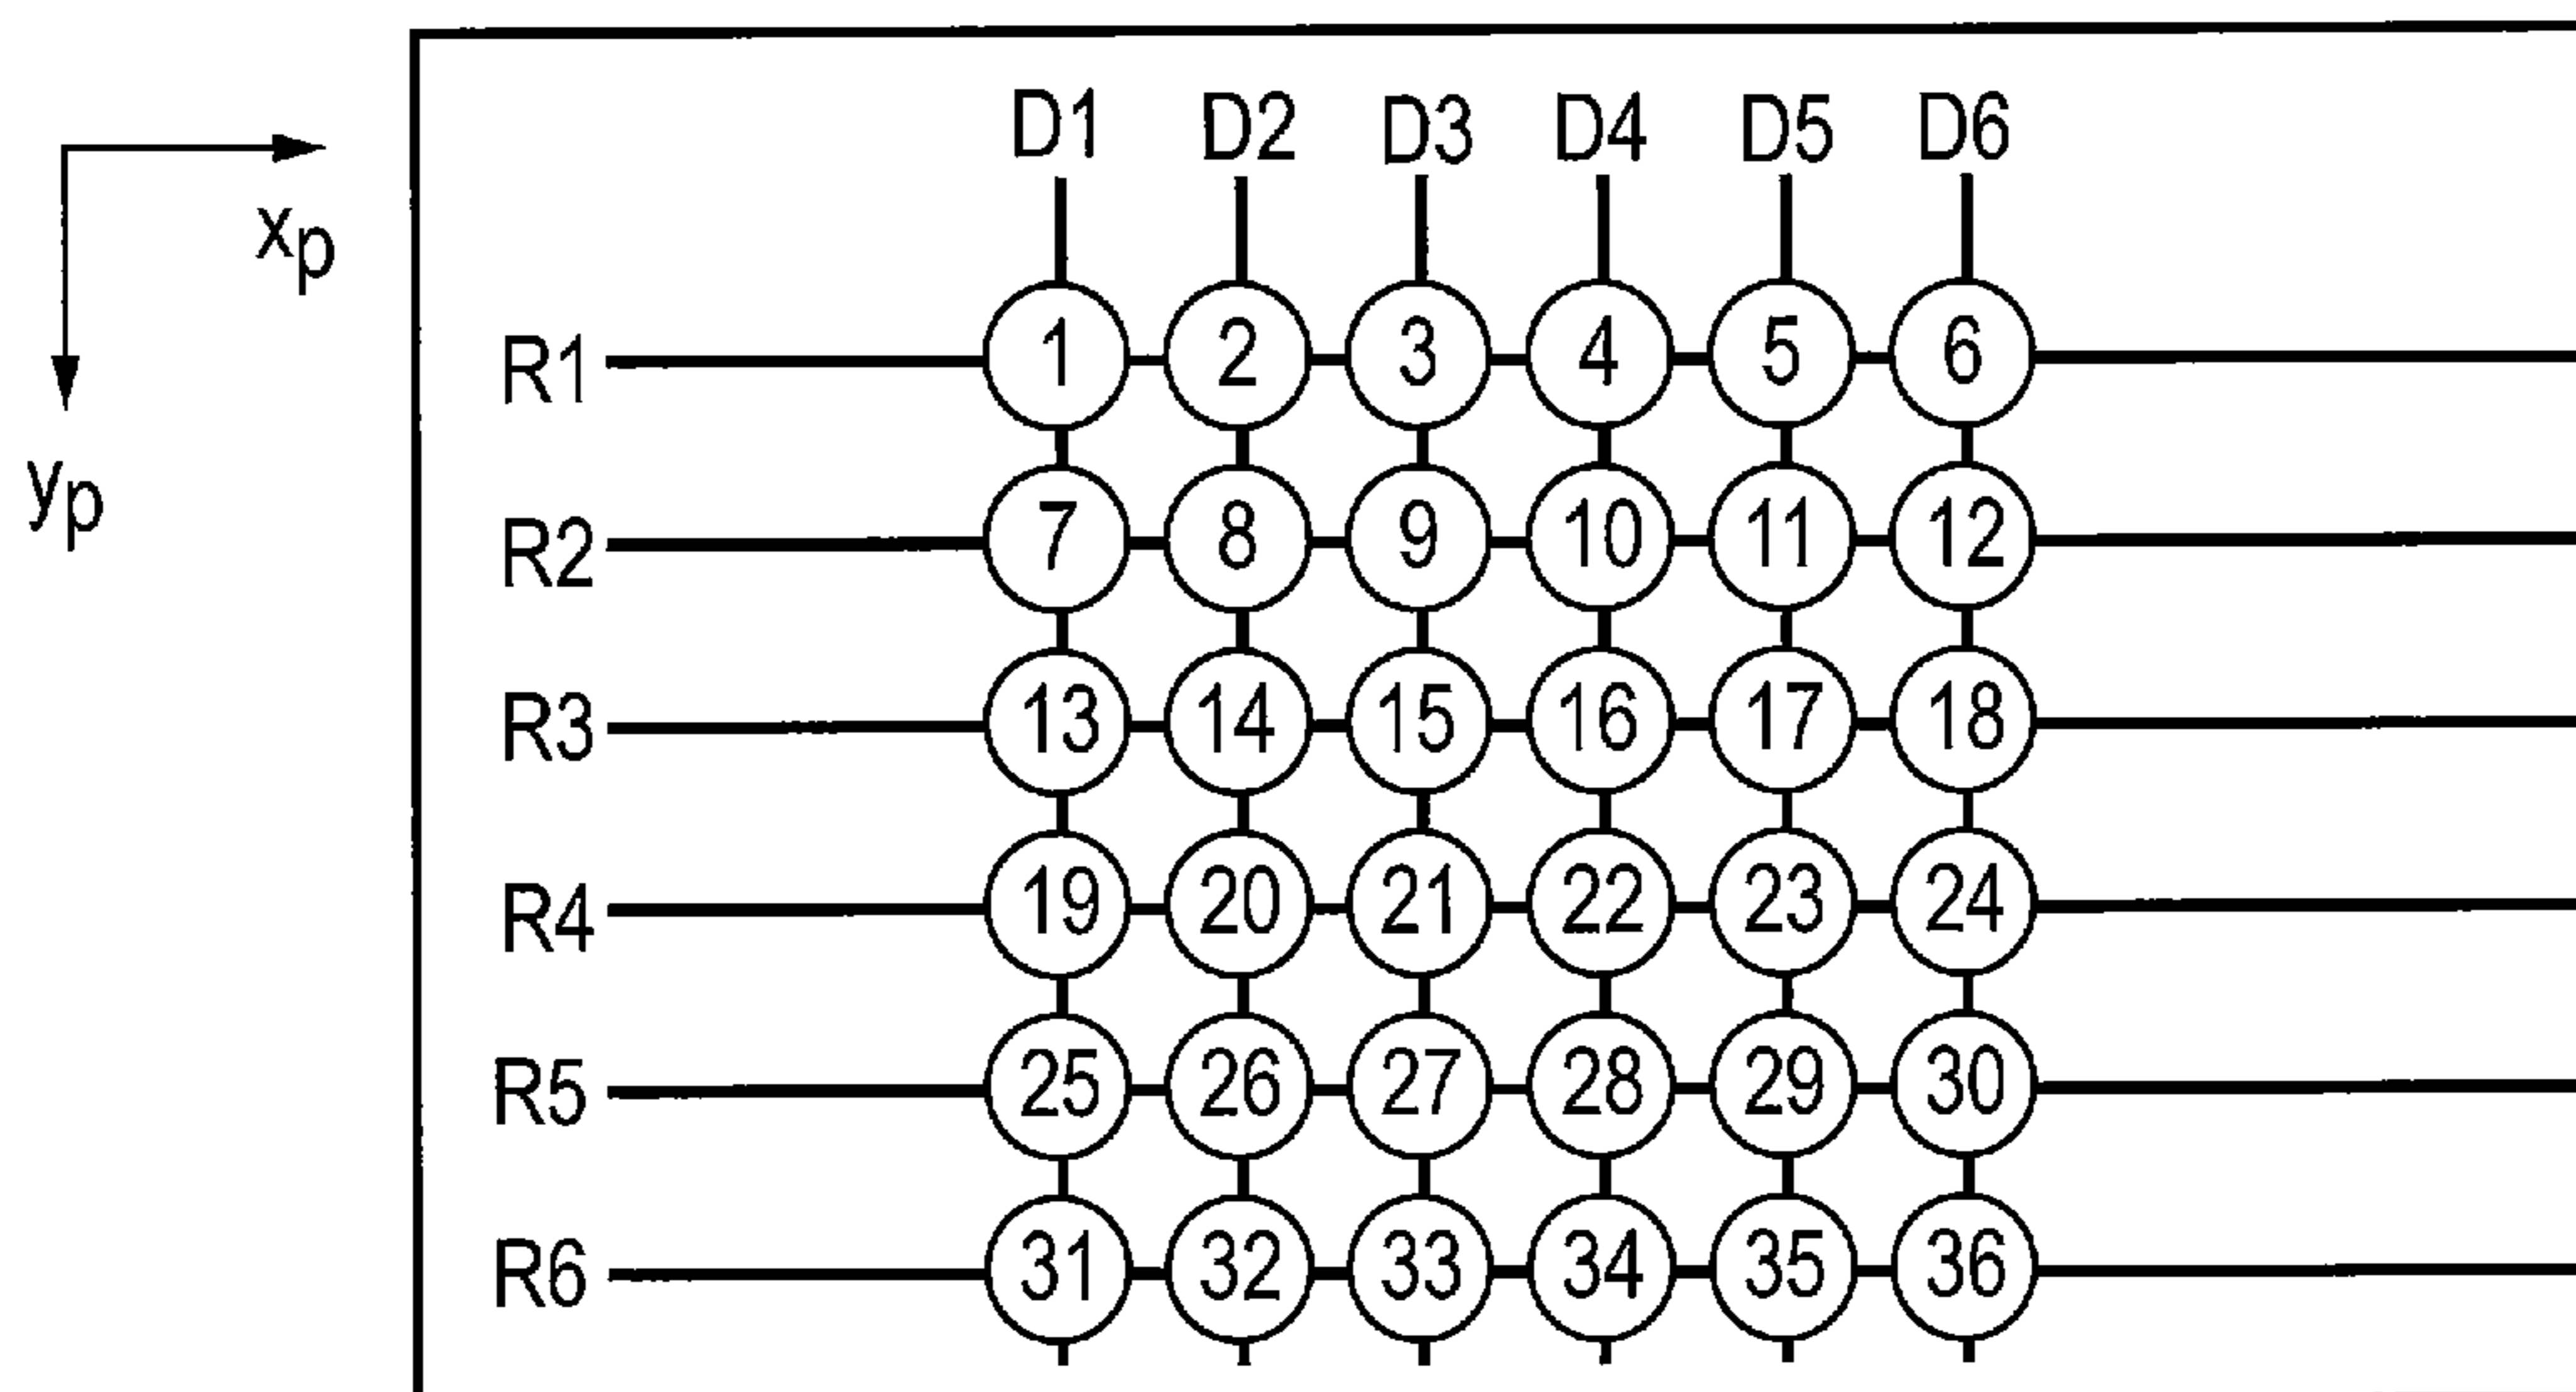 D1 D2 D3 D4 D5 D6
xp
yp
R1 1 2 3 4 5 6
R2 7 8 9 10 11 12
R3 13 14 15 16 17 18
R4 19 20 21 22 23 24
R5 25 26 27 28 29 30
R6 31 32 33 34 35 36